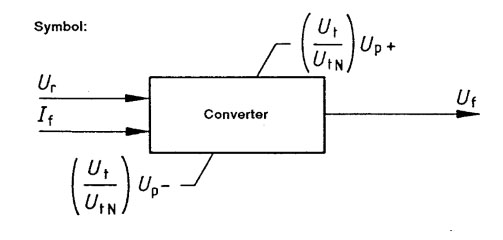 Symbol:
(U_t / U_tN) U_p +
U_r
I_f
Converter
U_f
(U_t / U_tN) U_p −